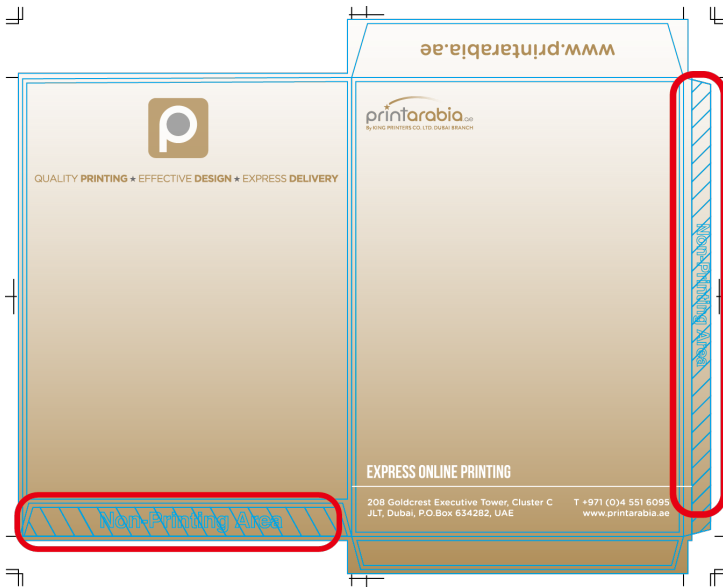 www.printarabia.ae
printarabia.ae
By KING PRINTERS CO. LTD. DUBAI BRANCH
QUALITY PRINTING ★ EFFECTIVE DESIGN ★ EXPRESS DELIVERY
Non-Printing Area
EXPRESS ONLINE PRINTING
208 Goldcrest Executive Tower, Cluster C
JLT, Dubai, P.O.Box 634282, UAE
T +971 (0)4 551 6095
www.printarabia.ae
Non-Printing Area